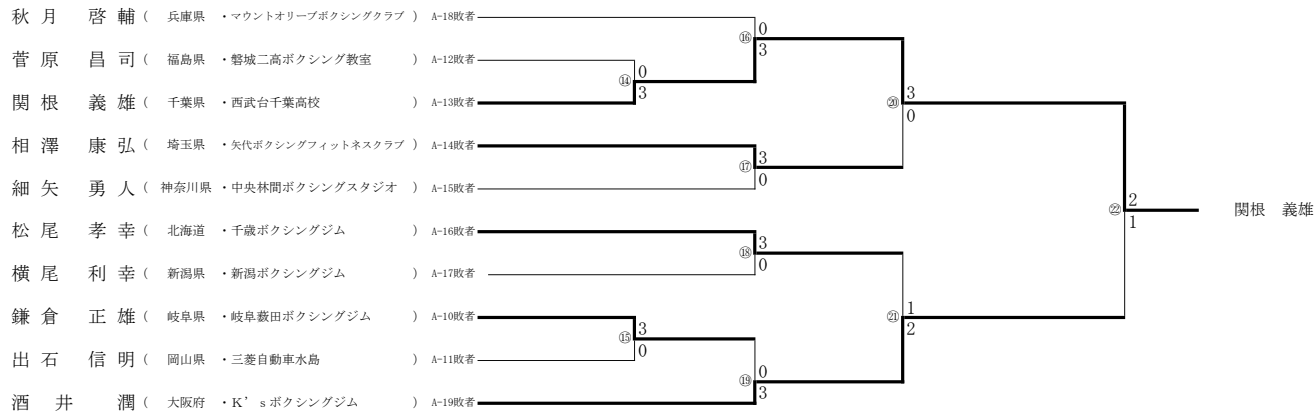 秋月 啓輔 ( 兵庫県 ・マウントオリーブボクシングクラブ ) A-18敗者
0
⑯
3
菅原 昌司 ( 福島県 ・磐城二高ボクシング教室 ) A-12敗者
0
⑭
3
関根 義雄 ( 千葉県 ・西武台千葉高校 ) A-13敗者
3
⑳
0
相澤 康弘 ( 埼玉県 ・矢代ボクシングフィットネスクラブ ) A-14敗者
3
⑰
0
細矢 勇人 ( 神奈川県 ・中央林間ボクシングスタジオ ) A-15敗者
2
㉒
1
関根 義雄
松尾 孝幸 ( 北海道 ・千歳ボクシングジム ) A-16敗者
3
⑱
0
横尾 利幸 ( 新潟県 ・新潟ボクシングジム ) A-17敗者
鎌倉 正雄 ( 岐阜県 ・岐阜薮田ボクシングジム ) A-10敗者
1
㉑
2
3
⑮
0
出石 信明 ( 岡山県 ・三菱自動車水島 ) A-11敗者
0
⑲
3
酒井 潤 ( 大阪府 ・K’sボクシングジム ) A-19敗者